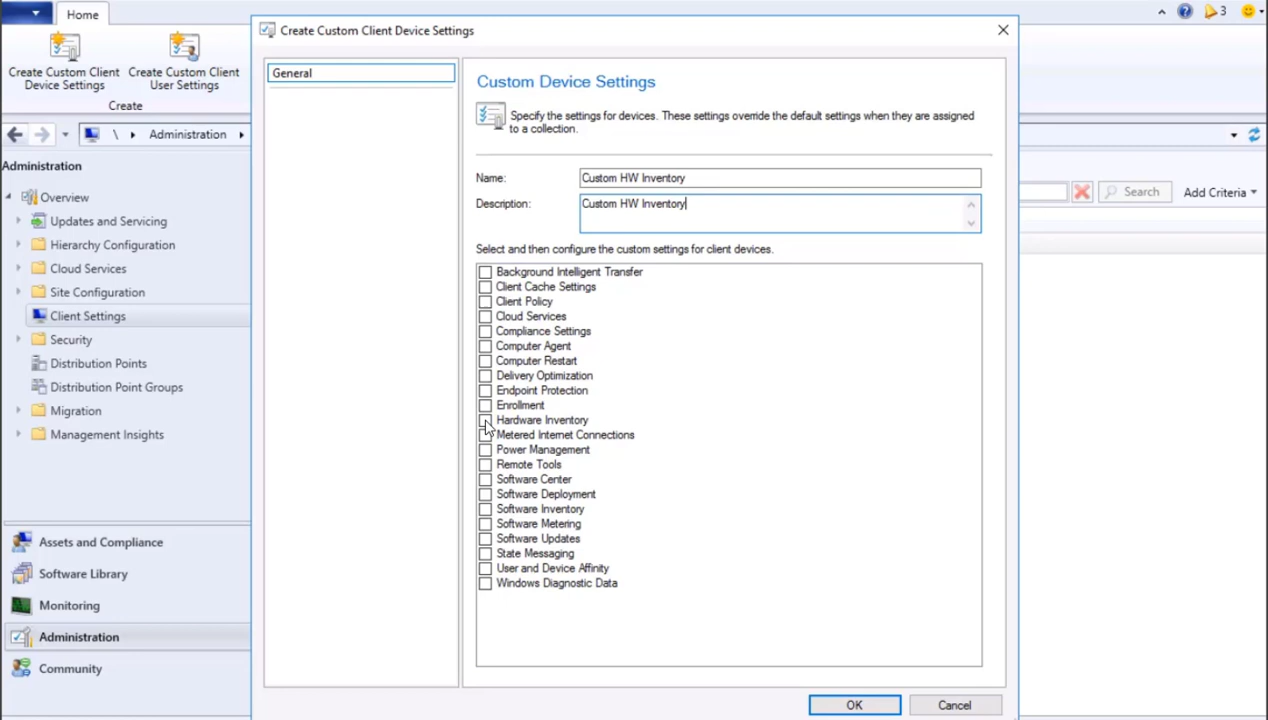 Home
3
Create Custom Client
Device Settings
Create Custom Client
User Settings
Create
\ Administration
Administration
Overview
Updates and Servicing
Hierarchy Configuration
Cloud Services
Site Configuration
Client Settings
Security
Distribution Points
Distribution Point Groups
Migration
Management Insights
Assets and Compliance
Software Library
Monitoring
Administration
Community
Create Custom Client Device Settings
General
Custom Device Settings
Specify the settings for devices. These settings override the default settings when they are assigned
to a collection.
Name: Custom HW Inventory
Description: Custom HW Inventory
Select and then configure the custom settings for client devices.
Background Intelligent Transfer
Client Cache Settings
Client Policy
Cloud Services
Compliance Settings
Computer Agent
Computer Restart
Delivery Optimization
Endpoint Protection
Enrollment
Hardware Inventory
Metered Internet Connections
Power Management
Remote Tools
Software Center
Software Deployment
Software Inventory
Software Metering
Software Updates
State Messaging
User and Device Affinity
Windows Diagnostic Data
OK Cancel
Search Add Criteria